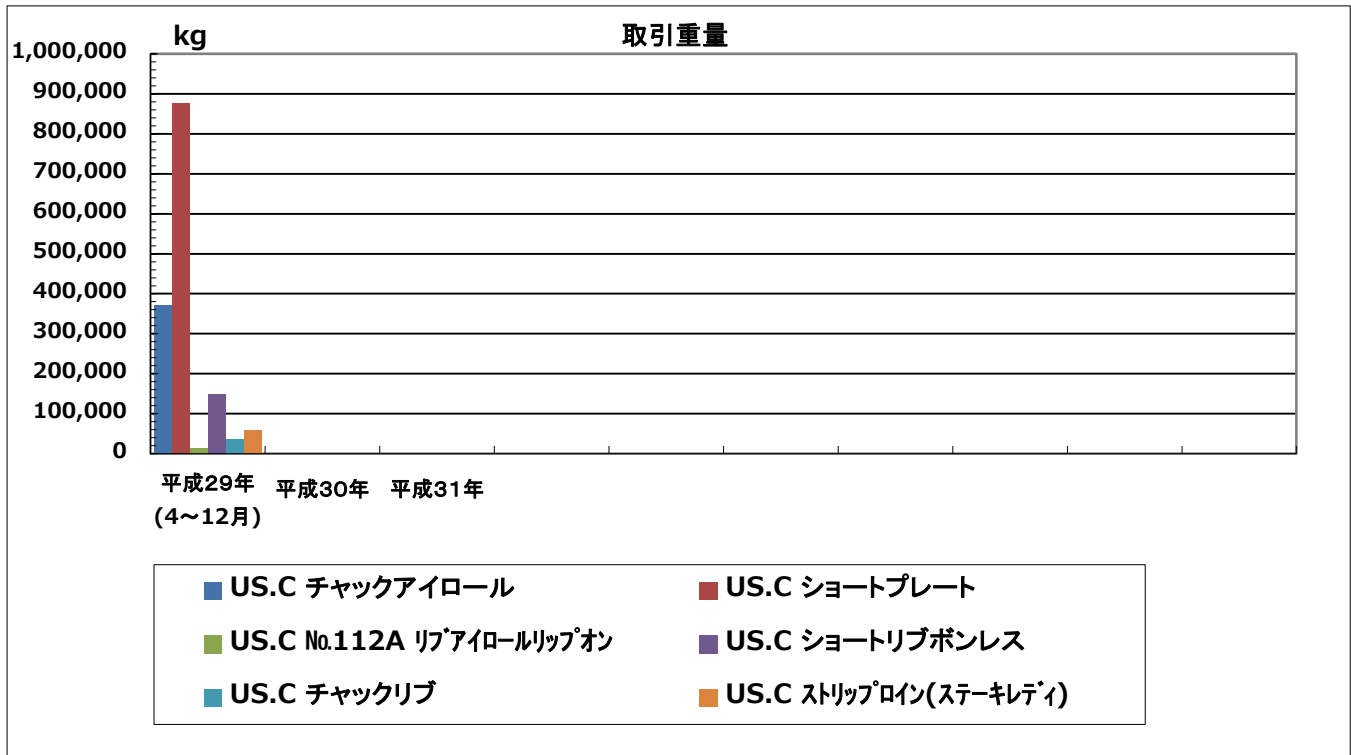 取引重量
kg
1,000,000
900,000
800,000
700,000
600,000
500,000
400,000
300,000
200,000
100,000
0
平成29年
(4～12月)
平成30年
平成31年
US.C チャックアイロール
US.C ショートプレート
US.C №112A ﾘﾌﾞｱｲﾛｰﾙﾘｯﾌﾟｵﾝ
US.C ショートリブボンレス
US.C チャックリブ
US.C ｽﾄﾘｯﾌﾟﾛｲﾝ(ｽﾃｰｷﾚﾃﾞｨ)